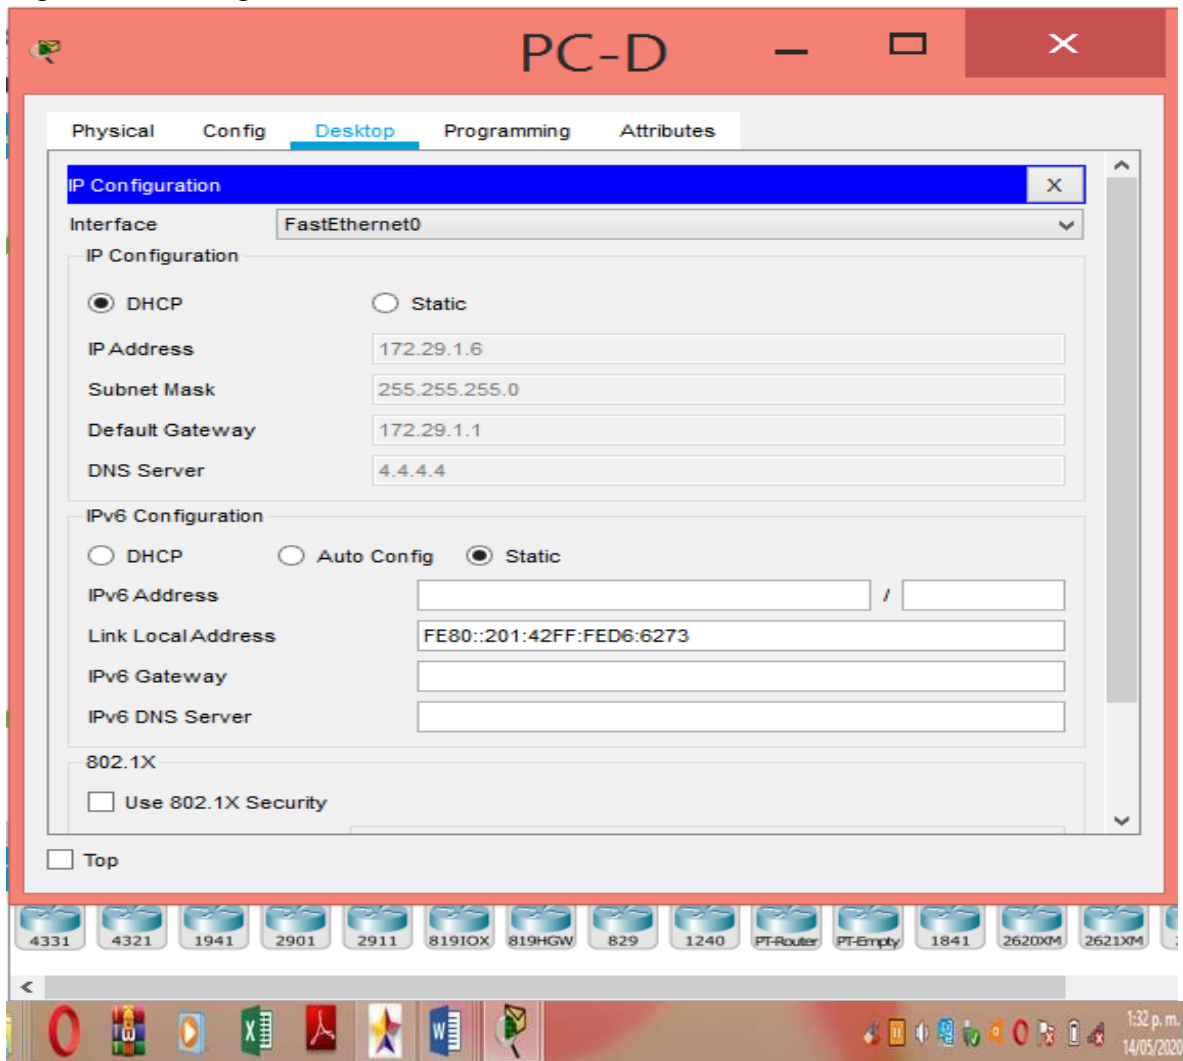 PC-D
Physical Config Desktop Programming Attributes
IP Configuration X
Interface FastEthernet0
IP Configuration
DHCP Static
IP Address 172.29.1.6
Subnet Mask 255.255.255.0
Default Gateway 172.29.1.1
DNS Server 4.4.4.4
IPv6 Configuration
DHCP Auto Config Static
IPv6 Address /
Link Local Address FE80::201:42FF:FED6:6273
IPv6 Gateway
IPv6 DNS Server
802.1X
Use 802.1X Security
Top
4331 4321 1941 2901 2911 819IOX 819HGW 829 1240 PT-Router PT-Empty 1841 2620XM 2621XM
1:32 p. m.
14/05/2020